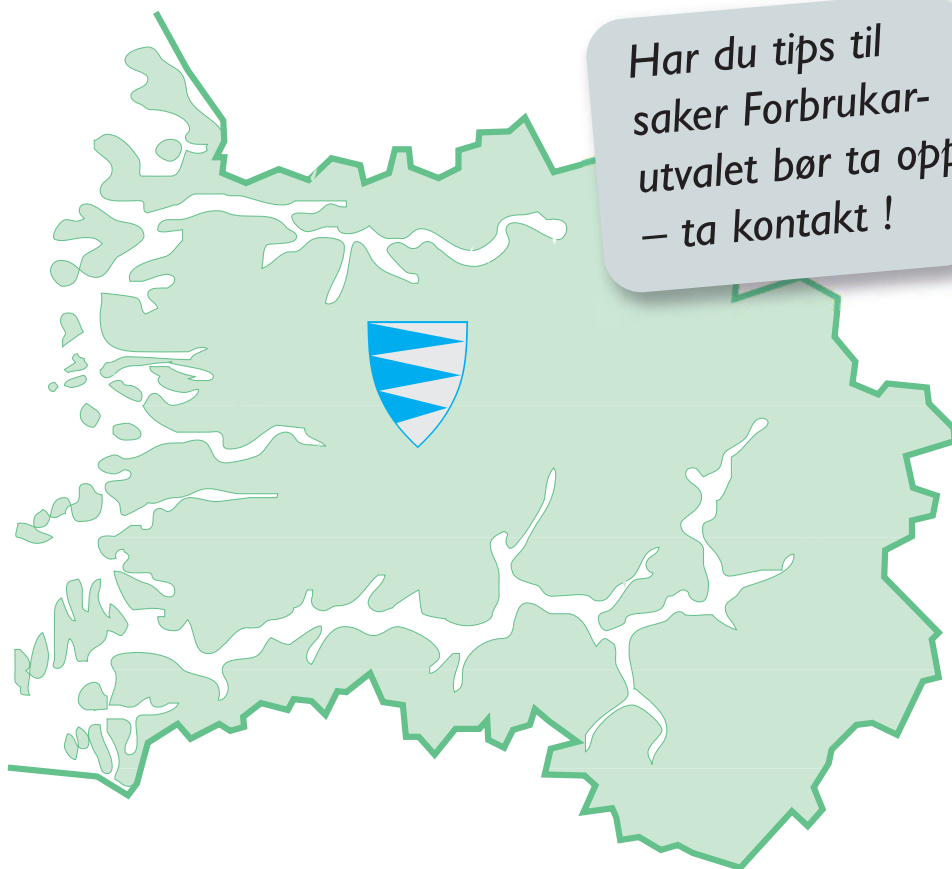 Har du tips til
saker Forbrukar-
utvalet bør ta opp
– ta kontakt !